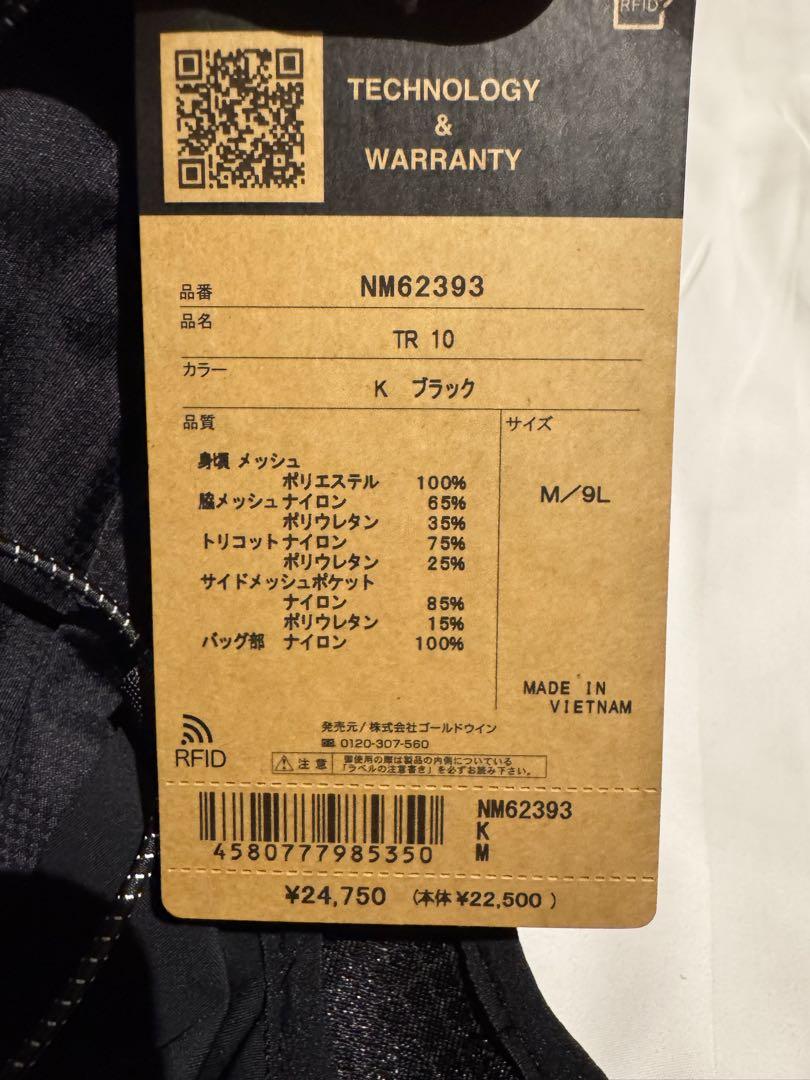 RFID
TECHNOLOGY
&
WARRANTY
品番 NM62393
品名
TR 10
カラー
K ブラック
品質
サイズ
身頃 メッシュ
ポリエステル 100%
脇メッシュ ナイロン 65%
ポリウレタン 35%
トリコット ナイロン 75%
ポリウレタン 25%
サイドメッシュポケット
ナイロン 85%
ポリウレタン 15%
バッグ部 ナイロン 100%
M/9L
MADE IN
VIETNAM
RFID
発売元/株式会社ゴールドウイン
0120-307-560
注意 御使用の際は製品の内側についている
「ラベルの注意書き」を必ずお読み下さい。
4580777985350
NM62393
K
M
¥24,750 (本体 ¥22,500 )